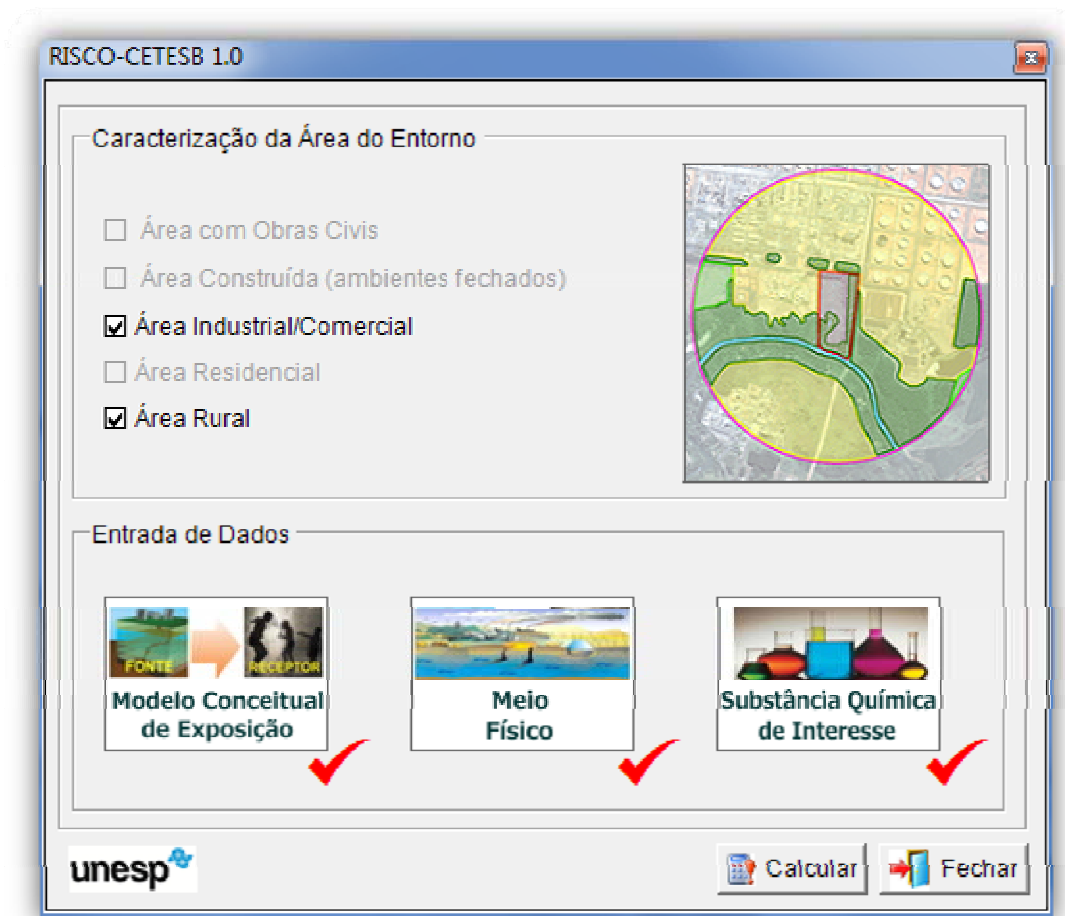 RISCO-CETESB 1.0
Caracterização da Área do Entorno
Área com Obras Civis
Área Construída (ambientes fechados)
Área Industrial/Comercial
Área Residencial
Área Rural
Entrada de Dados
FONTE
RECEPTOR
Modelo Conceitual
de Exposição
Meio
Físico
Substância Química
de Interesse
unesp
Calcular
Fechar